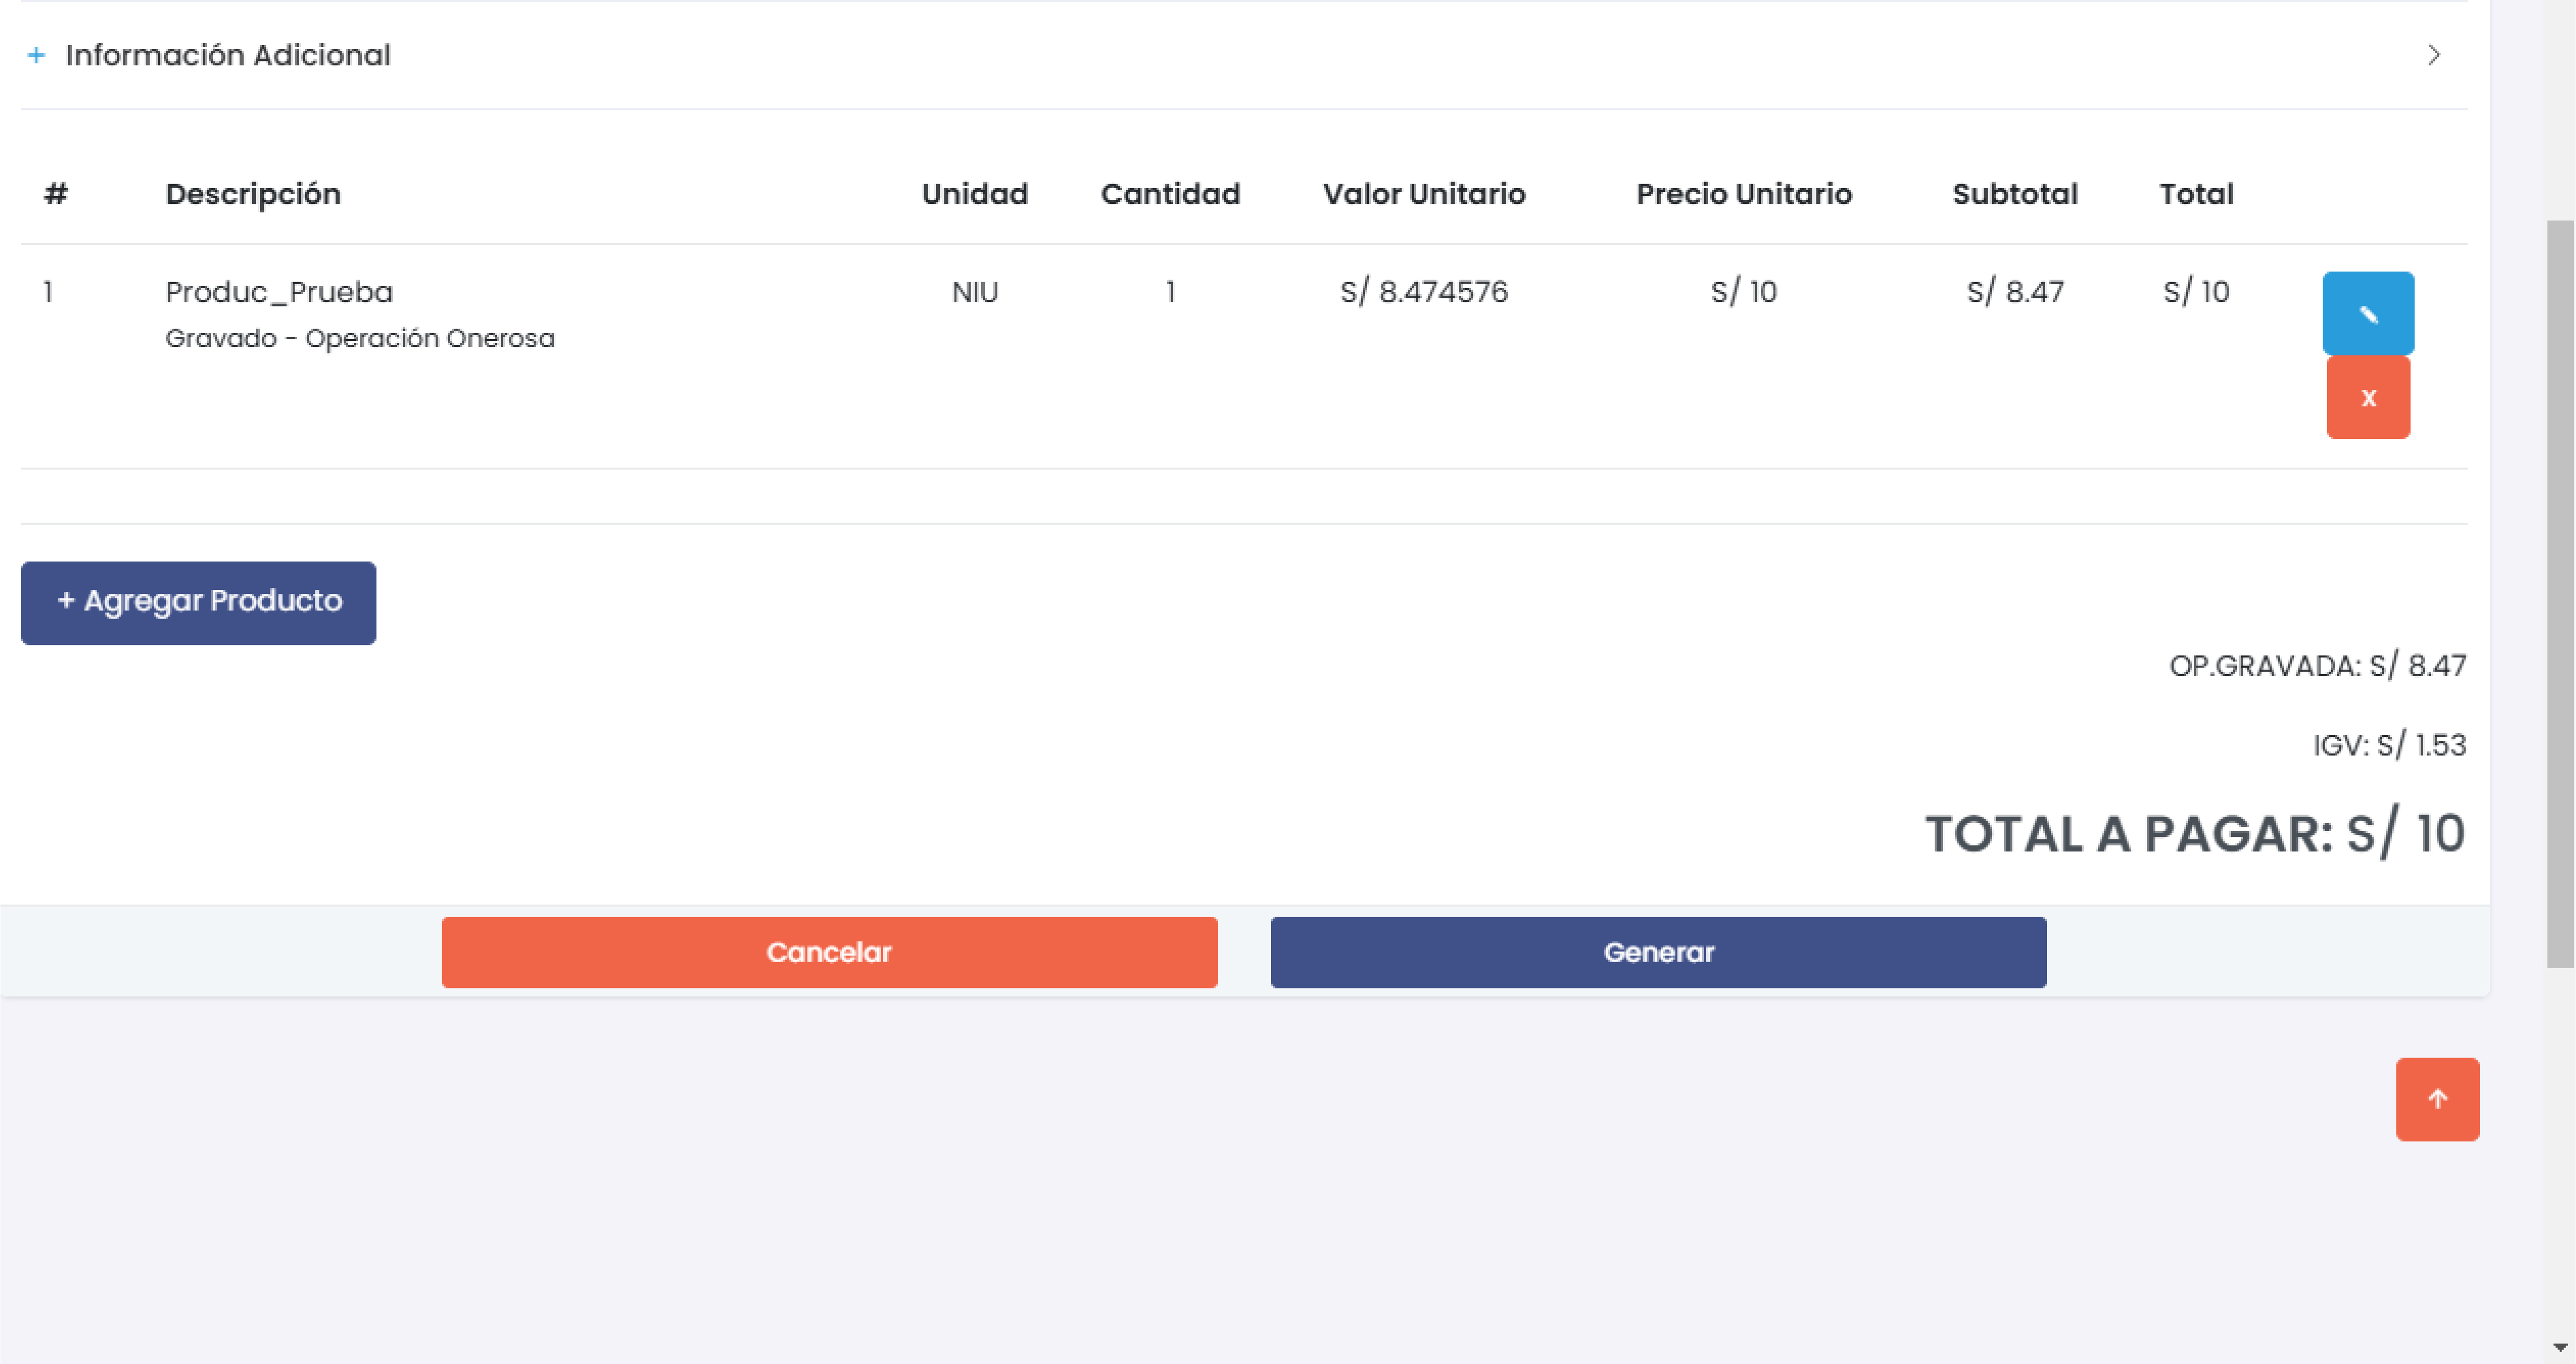 + Información Adicional
# Descripción Unidad Cantidad Valor Unitario Precio Unitario Subtotal Total
1 Produc_Prueba NIU 1 S/ 8.474576 S/ 10 S/ 8.47 S/ 10
Gravado - Operación Onerosa
x
+ Agregar Producto
OP.GRAVADA: S/ 8.47
IGV: S/ 1.53
TOTAL A PAGAR: S/ 10
Cancelar Generar